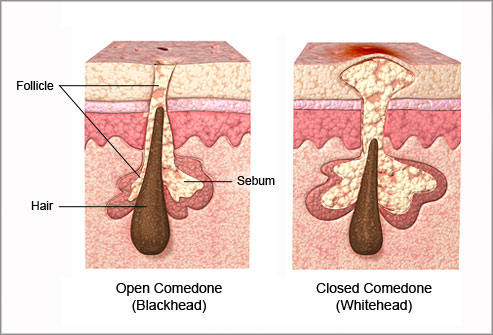 Follicle
Sebum
Hair
Open Comedone
(Blackhead)
Closed Comedone
(Whitehead)